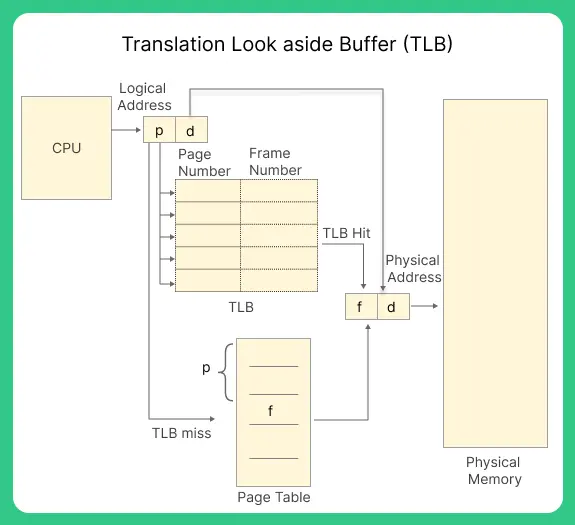 Translation Look aside Buffer (TLB)
Logical
Address
CPU
p
d
Page
Number
Frame
Number
TLB Hit
Physical
Address
TLB
f
d
p
f
TLB miss
Page Table
Physical
Memory